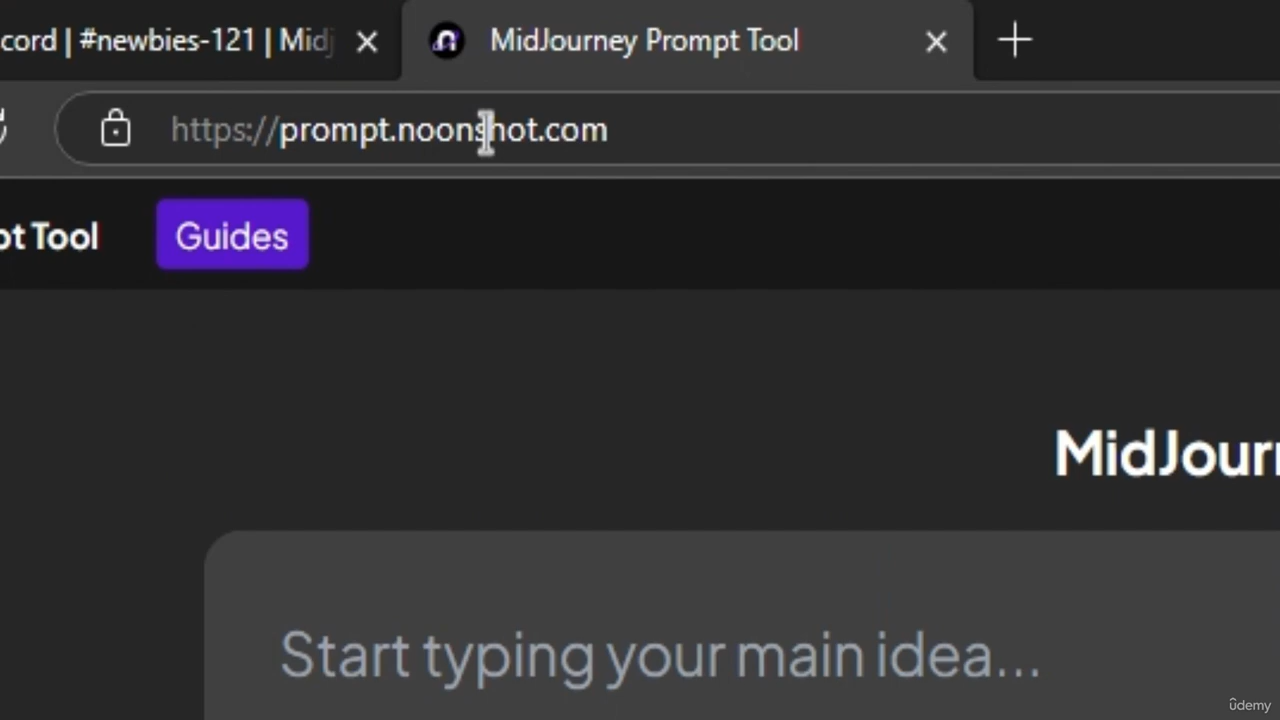 cord | #newbies-121 | Midj
MidJourney Prompt Tool
https://prompt.noonshot.com
pt Tool
Guides
MidJourn
Start typing your main idea...
ûdemy